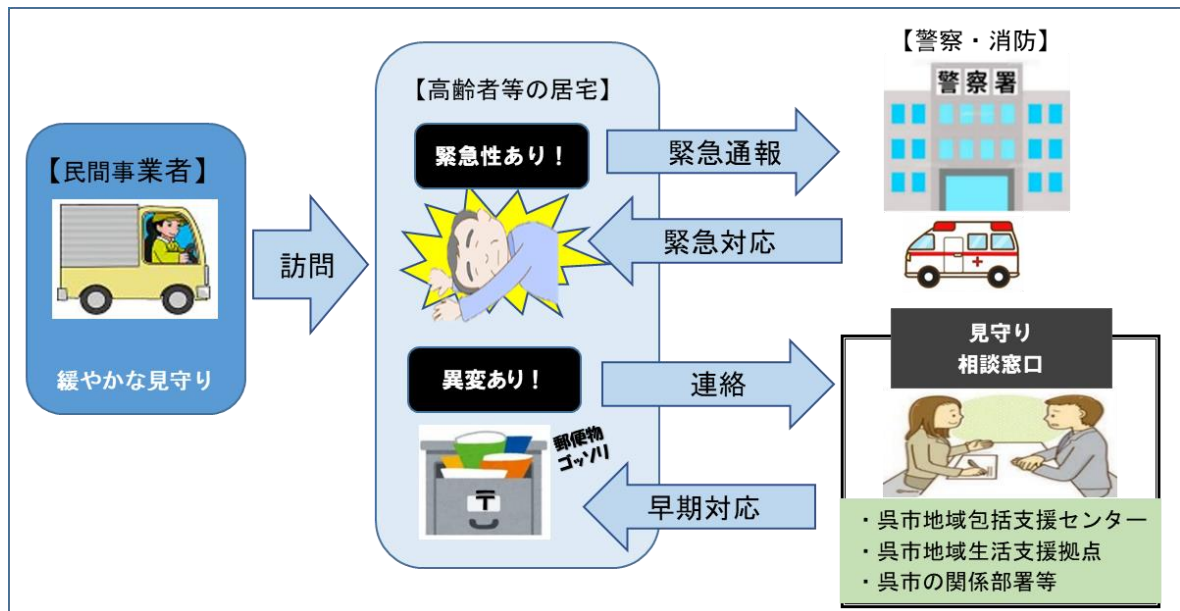 【民間事業者】
緩やかな見守り
訪問
【高齢者等の居宅】
緊急性あり！
緊急通報
緊急対応
【警察・消防】
警察署
異変あり！
郵便物
ゴッソリ
〒
連絡
早期対応
見守り
相談窓口
・呉市地域包括支援センター
・呉市地域生活支援拠点
・呉市の関係部署等